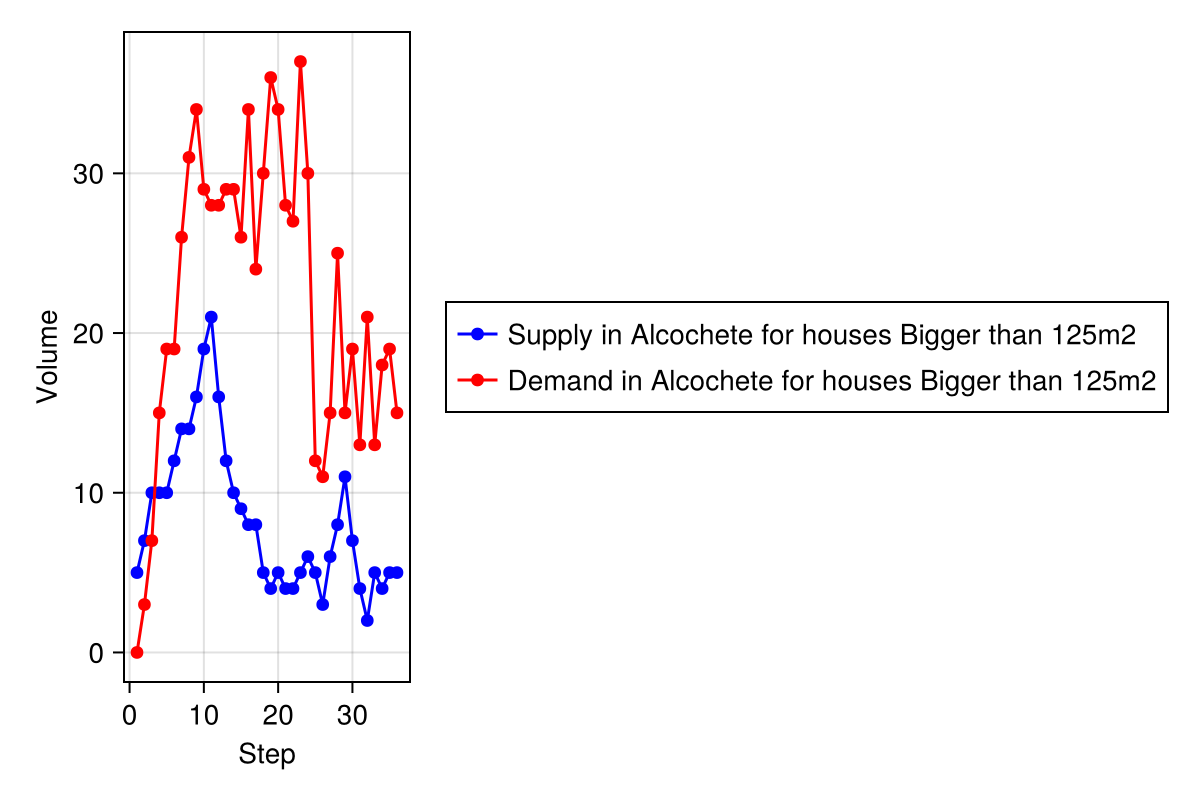 Volume
30
20
10
0
0 10 20 30
Step
Supply in Alcochete for houses Bigger than 125m2
Demand in Alcochete for houses Bigger than 125m2